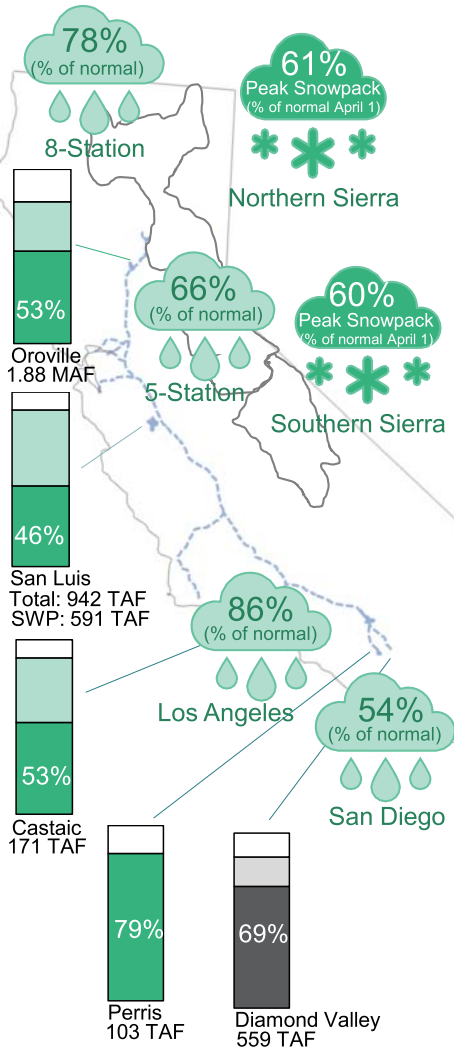 78%
(% of normal)
8-Station
61%
Peak Snowpack
(% of normal April 1)
Northern Sierra
53%
Oroville
1.88 MAF
66%
(% of normal)
5-Station
60%
Peak Snowpack
(% of normal April 1)
Southern Sierra
46%
San Luis
Total: 942 TAF
SWP: 591 TAF
86%
(% of normal)
Los Angeles
53%
Castaic
171 TAF
54%
(% of normal)
San Diego
79%
Perris
103 TAF
69%
Diamond Valley
559 TAF